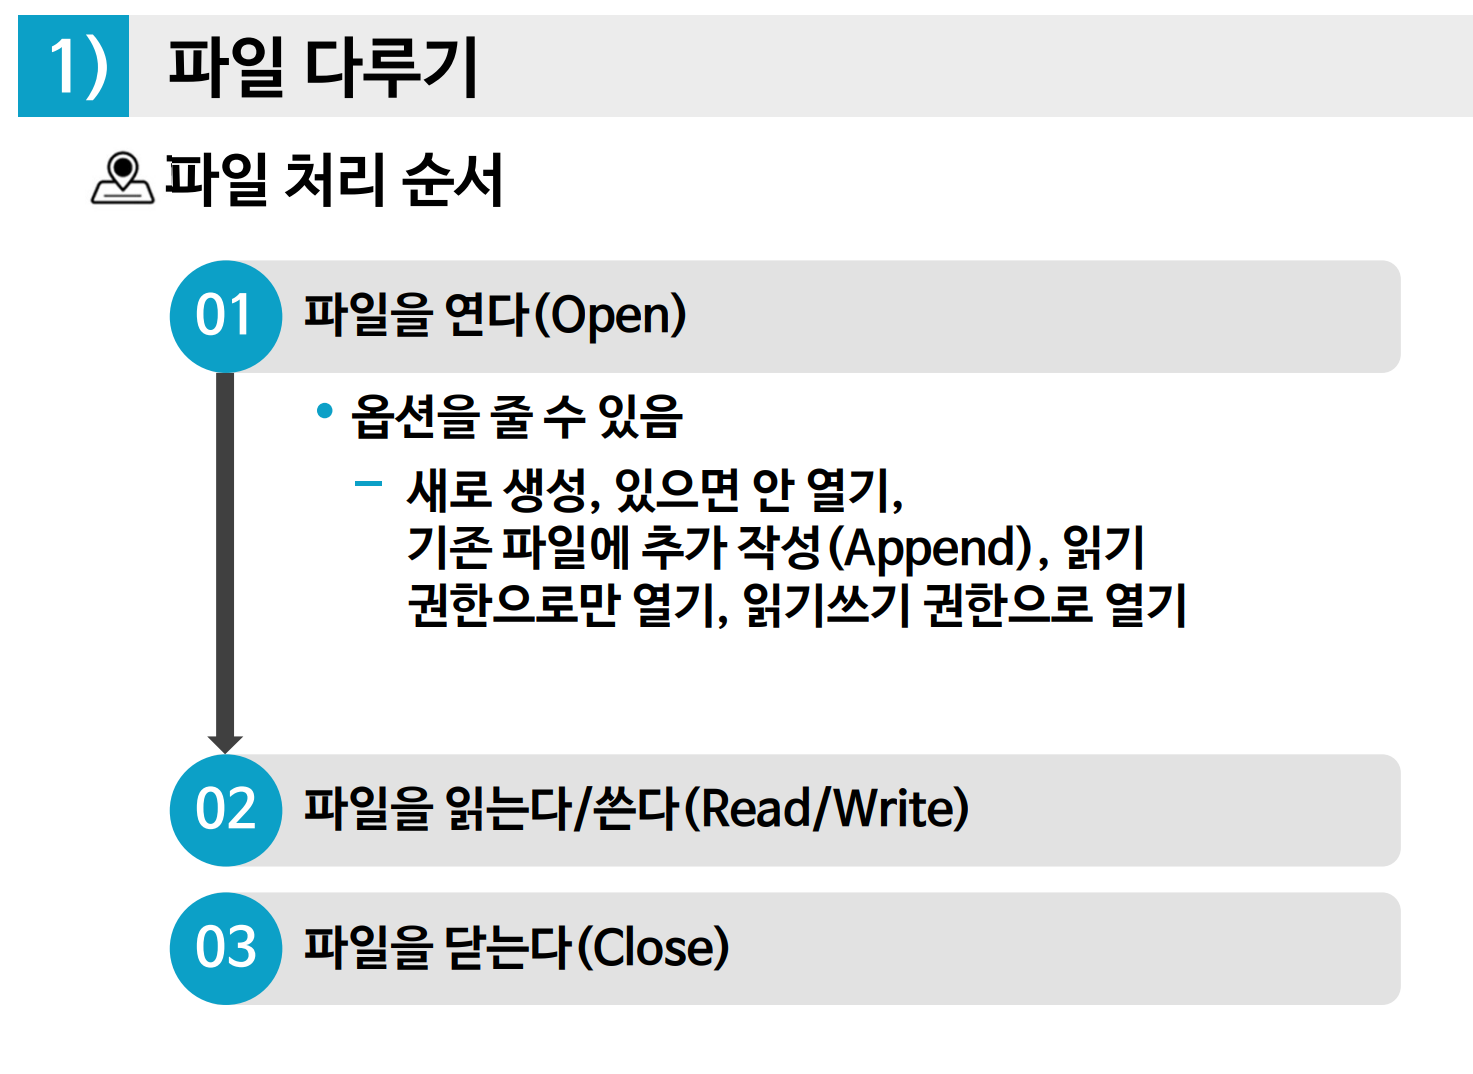 1) 파일 다루기
파일 처리 순서
01 파일을 연다(Open)
• 옵션을 줄 수 있음
– 새로 생성, 있으면 안 열기,
기존 파일에 추가 작성(Append), 읽기
권한으로만 열기, 읽기쓰기 권한으로 열기
02 파일을 읽는다/쓴다(Read/Write)
03 파일을 닫는다(Close)